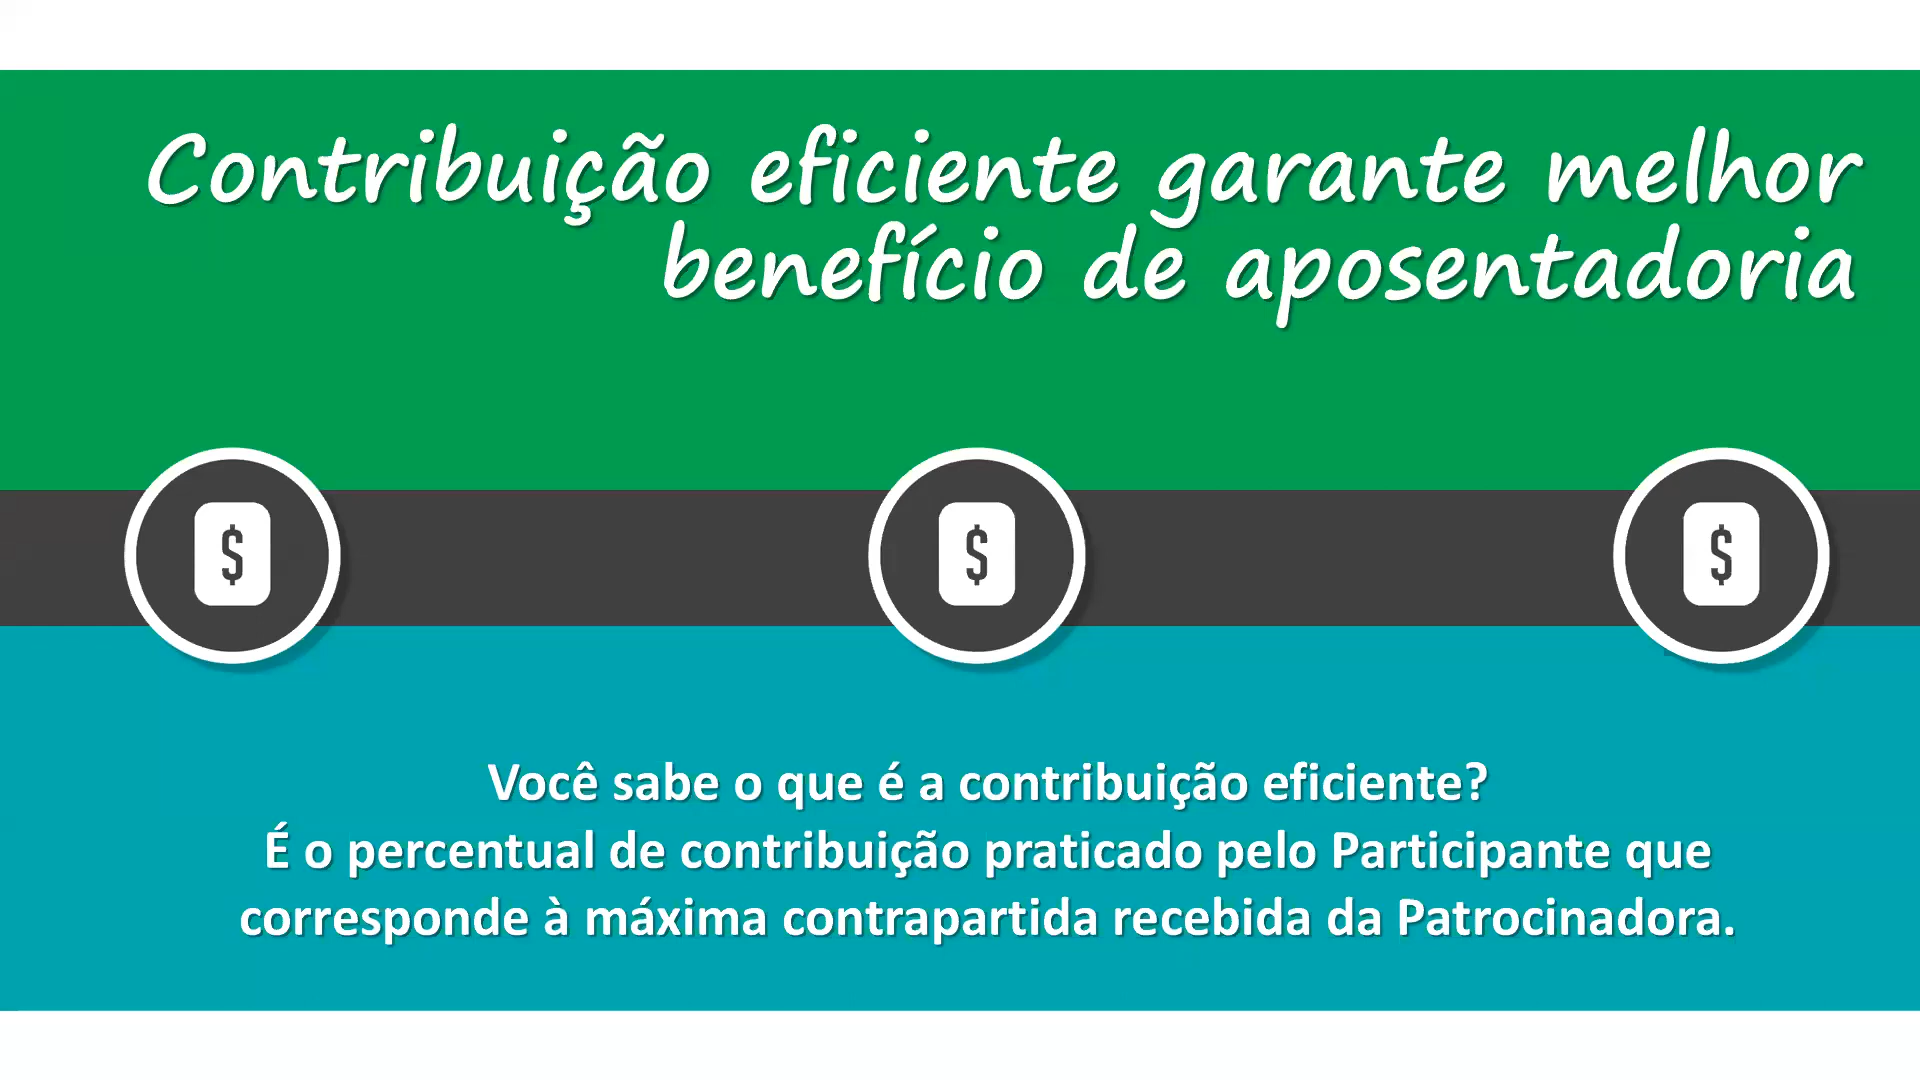 Contribuição eficiente garante melhor
benefício de aposentadoria
$ $ $
Você sabe o que é a contribuição eficiente?
É o percentual de contribuição praticado pelo Participante que
corresponde à máxima contrapartida recebida da Patrocinadora.